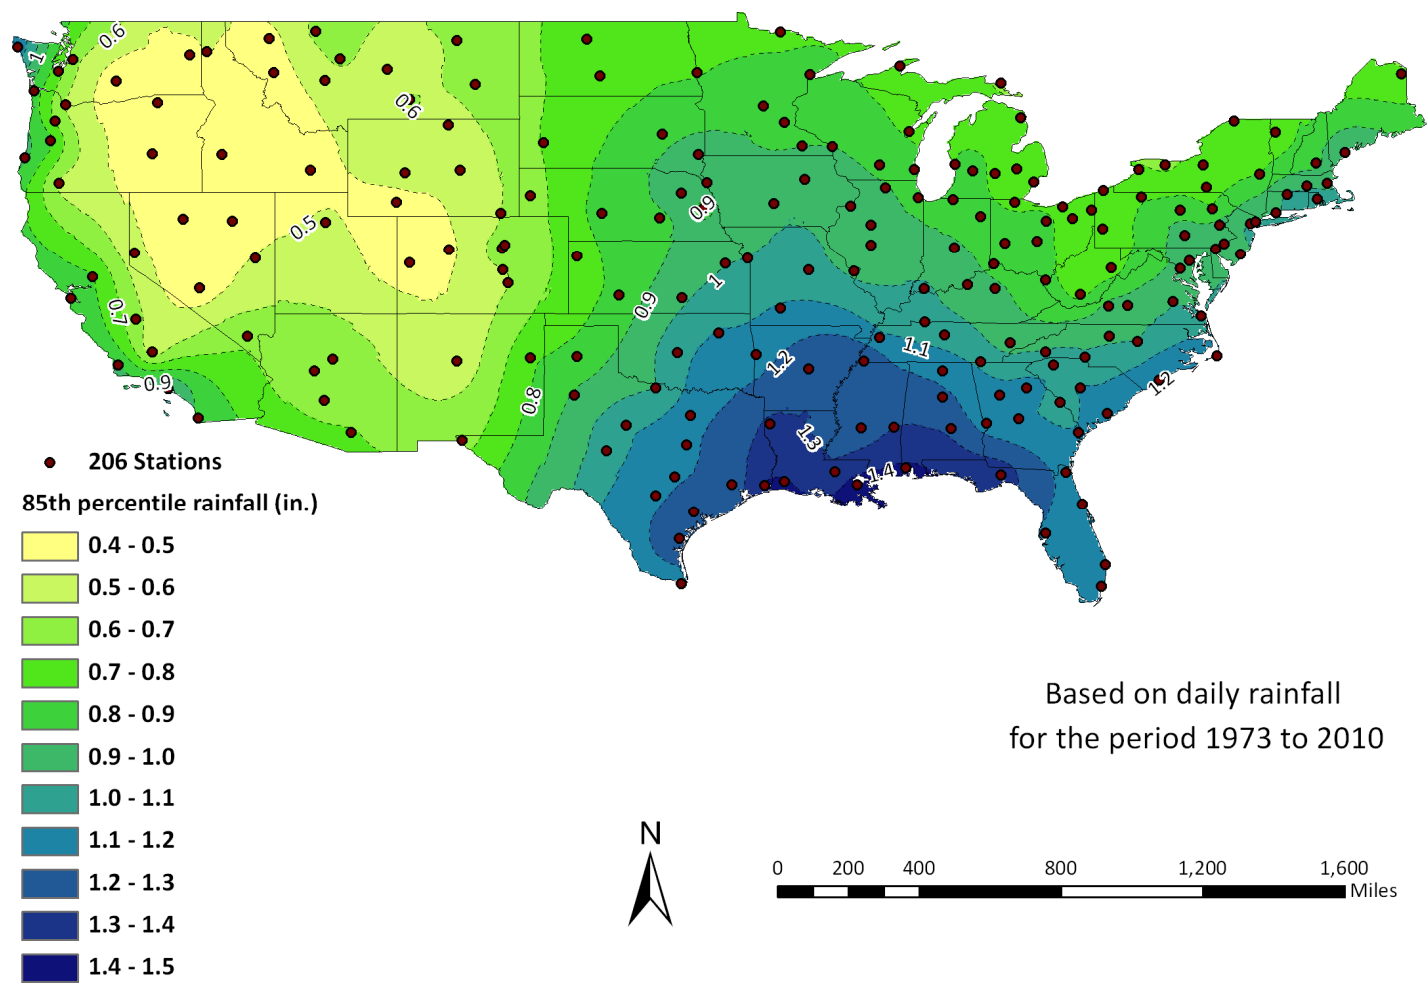 0.6
1
0.6
0.5
0.9
1
0.9
0.7
1.1
1.2
0.9
1.2
0.8
1.3
1.4
206 Stations
85th percentile rainfall (in.)
0.4 - 0.5
0.5 - 0.6
0.6 - 0.7
0.7 - 0.8
0.8 - 0.9
0.9 - 1.0
1.0 - 1.1
1.1 - 1.2
1.2 - 1.3
1.3 - 1.4
1.4 - 1.5
Based on daily rainfall
for the period 1973 to 2010
N
0 200 400 800 1,200 1,600
Miles